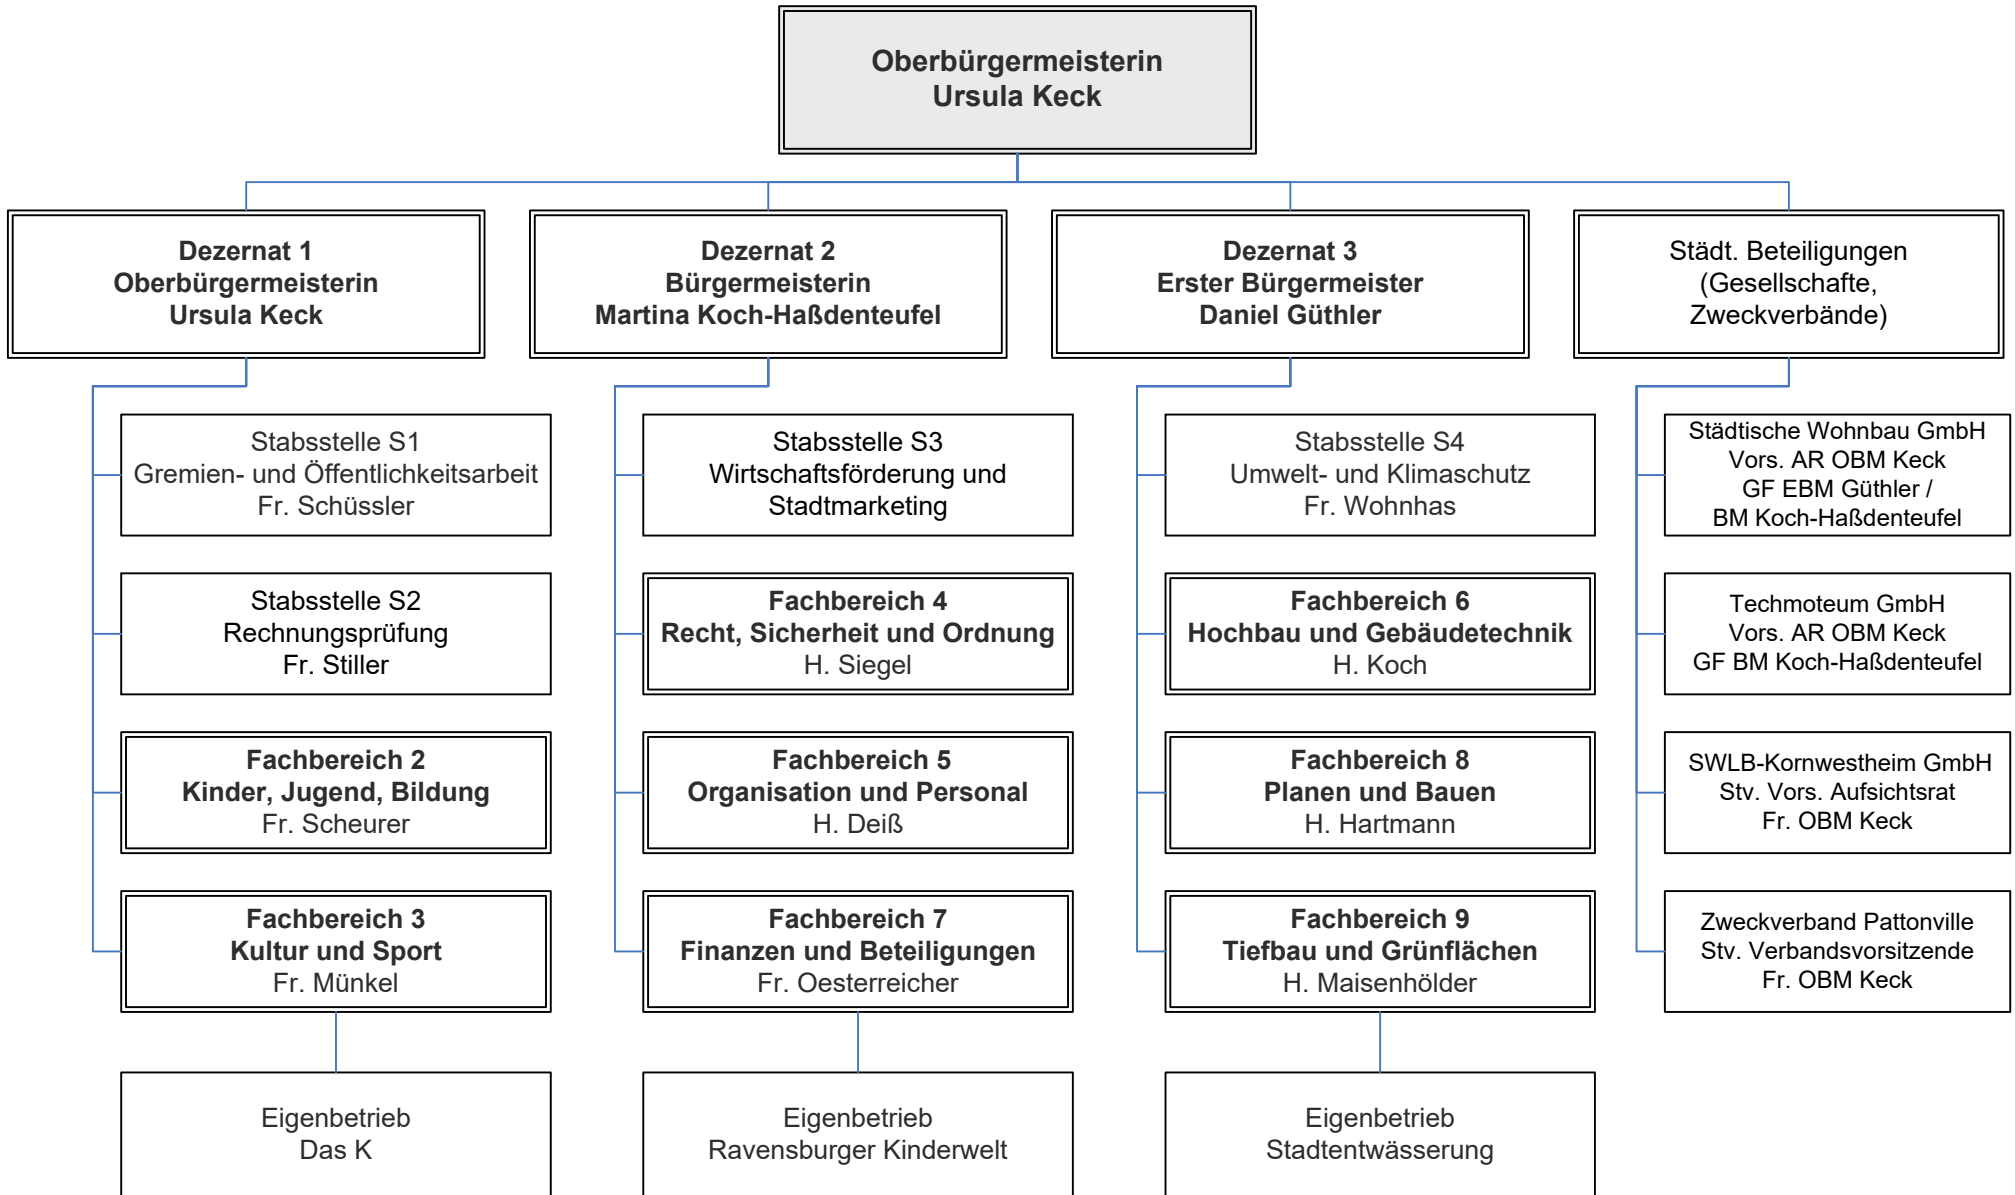 Oberbürgermeisterin
Ursula Keck
Dezernat 1
Oberbürgermeisterin
Ursula Keck
Dezernat 2
Bürgermeisterin
Martina Koch-Haßdenteufel
Dezernat 3
Erster Bürgermeister
Daniel Güthler
Städt. Beteiligungen
(Gesellschafte,
Zweckverbände)
Stabsstelle S1
Gremien- und Öffentlichkeitsarbeit
Fr. Schüssler
Stabsstelle S2
Rechnungsprüfung
Fr. Stiller
Fachbereich 2
Kinder, Jugend, Bildung
Fr. Scheurer
Fachbereich 3
Kultur und Sport
Fr. Münkel
Eigenbetrieb
Das K
Stabsstelle S3
Wirtschaftsförderung und
Stadtmarketing
Fachbereich 4
Recht, Sicherheit und Ordnung
H. Siegel
Fachbereich 5
Organisation und Personal
H. Deiß
Fachbereich 7
Finanzen und Beteiligungen
Fr. Oesterreicher
Eigenbetrieb
Ravensburger Kinderwelt
Stabsstelle S4
Umwelt- und Klimaschutz
Fr. Wohnhas
Fachbereich 6
Hochbau und Gebäudetechnik
H. Koch
Fachbereich 8
Planen und Bauen
H. Hartmann
Fachbereich 9
Tiefbau und Grünflächen
H. Maisenhölder
Eigenbetrieb
Stadtentwässerung
Städtische Wohnbau GmbH
Vors. AR OBM Keck
GF EBM Güthler /
BM Koch-Haßdenteufel
Techmoteum GmbH
Vors. AR OBM Keck
GF BM Koch-Haßdenteufel
SWLB-Kornwestheim GmbH
Stv. Vors. Aufsichtsrat
Fr. OBM Keck
Zweckverband Pattonville
Stv. Verbandsvorsitzende
Fr. OBM Keck